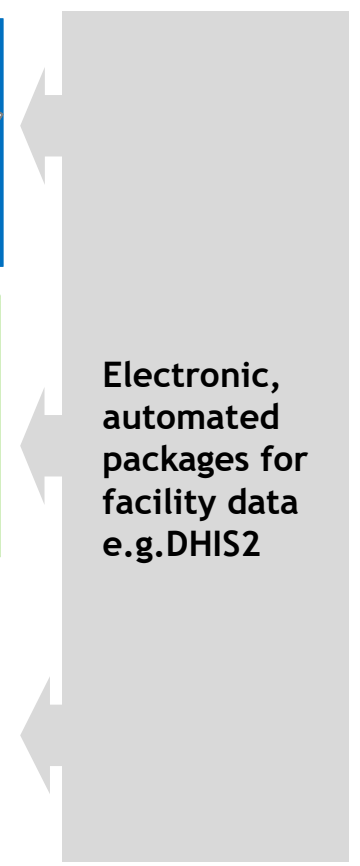 Electronic,
automated
packages for
facility data
e.g.DHIS2